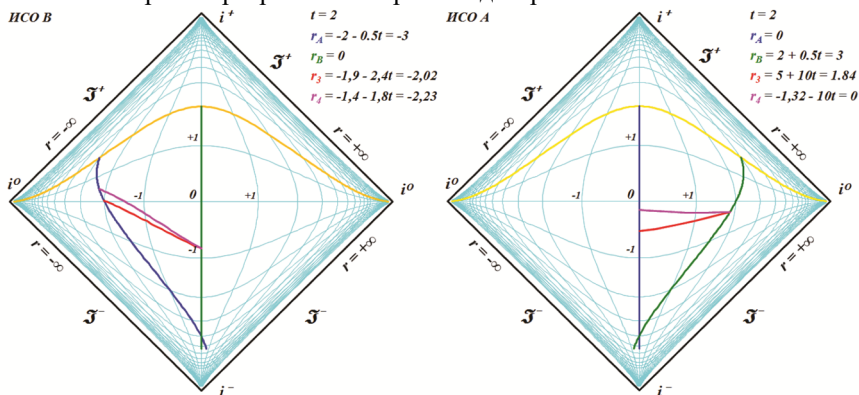 ИСО В
i⁺
t = 2
r_A = -2 - 0.5t = -3
r_B = 0
r_3 = -1,9 - 2,4t = -2,02
r_4 = -1,4 - 1,8t = -2,23
ℑ⁺
ℑ⁺
r = -∞
r = +∞
+1
i⁰
-1
0
+1
i⁰
-1
r = -∞
r = +∞
ℑ⁻
ℑ⁻
i⁻
ИСО А
i⁺
t = 2
r_A = 0
r_B = 2 + 0.5t = 3
r_3 = 5 + 10t = 1.84
r_4 = -1,32 - 10t = 0
ℑ⁺
ℑ⁺
r = -∞
r = +∞
+1
i⁰
-1
0
+1
i⁰
-1
r = -∞
r = +∞
ℑ⁻
ℑ⁻
i⁻